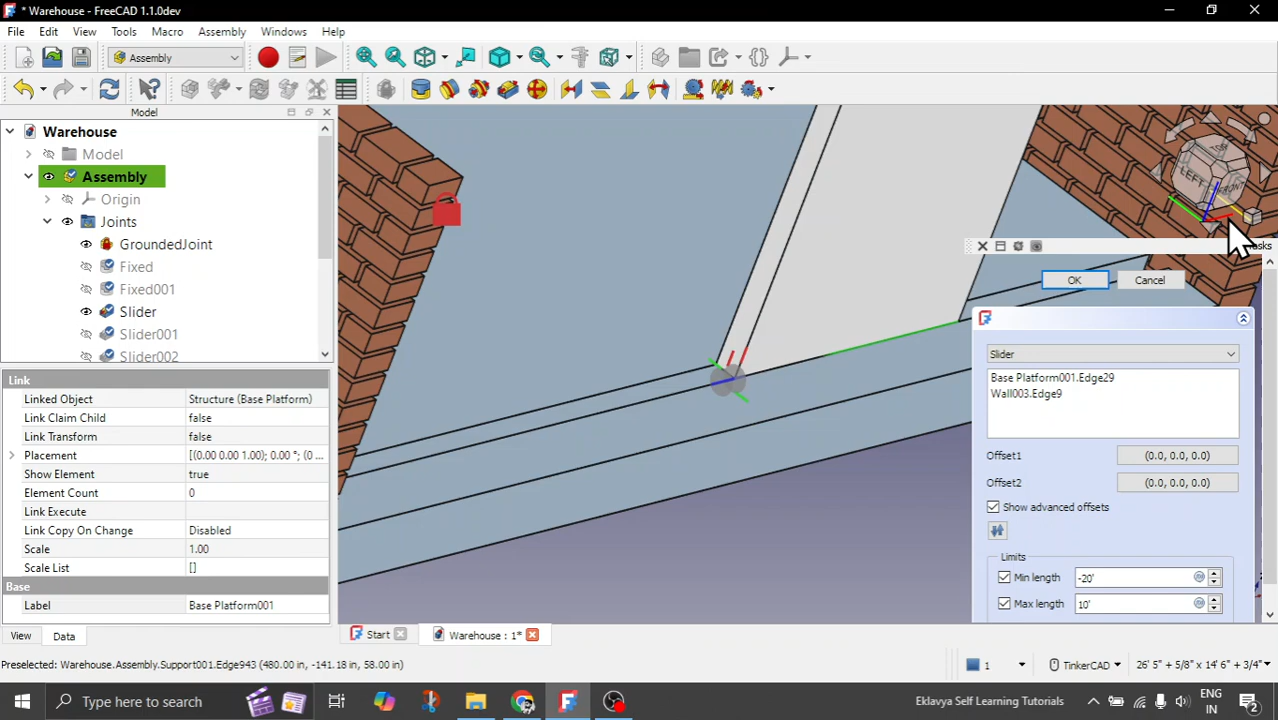 * Warehouse - FreeCAD 1.1.0dev
File Edit View Tools Macro Assembly Windows Help
Assembly
Model
Warehouse
Model
Assembly
Origin
Joints
GroundedJoint
Fixed
Fixed001
Slider
Slider001
Slider002
Link
Linked Object Structure (Base Platform)
Link Claim Child false
Link Transform false
Placement [(0.00 0.00 1.00); 0.00 °; (0 ...
Show Element true
Element Count 0
Link Execute
Link Copy On Change Disabled
Scale 1.00
Scale List []
Base
Label Base Platform001
View Data
TOP
LEFT FRONT
OK Cancel
Slider
Base Platform001.Edge29
Wall003.Edge9
Offset1 (0.0, 0.0, 0.0)
Offset2 (0.0, 0.0, 0.0)
Show advanced offsets
Limits
Min length -20'
Max length 10'
Start Warehouse : 1*
Preselected: Warehouse.Assembly.Support001.Edge943 (480.00 in, -141.18 in, 58.00 in)
1 TinkerCAD 26' 5" + 5/8" x 14' 6" + 3/4"
Type here to search
Eklavya Self Learning Tutorials
ENG
IN
2